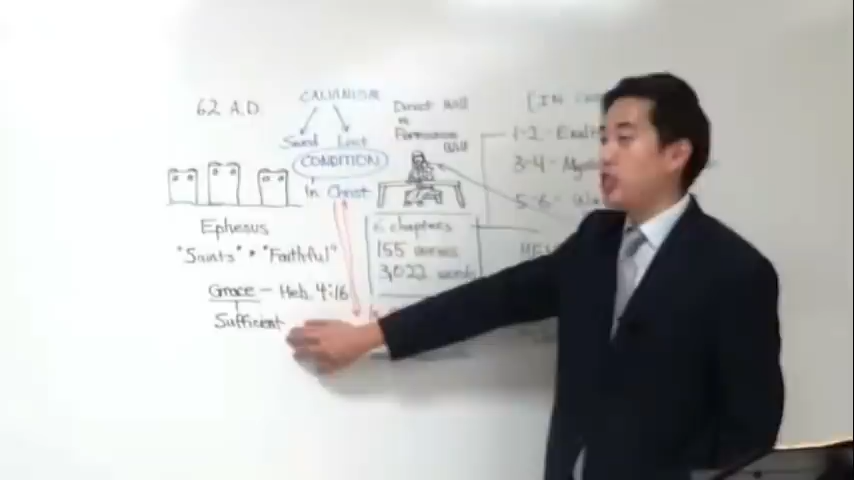 62 A.D.
CALVINISM
Saved Lost
CONDITION
In Christ
Ephesus
"Saints" + "Faithful"
Grace - Heb. 4:16
Sufficient
Direct Will
Permissive
Will
6 chapters
155 verses
3,022 words
[IN
1-2-
3-4-
5-6-